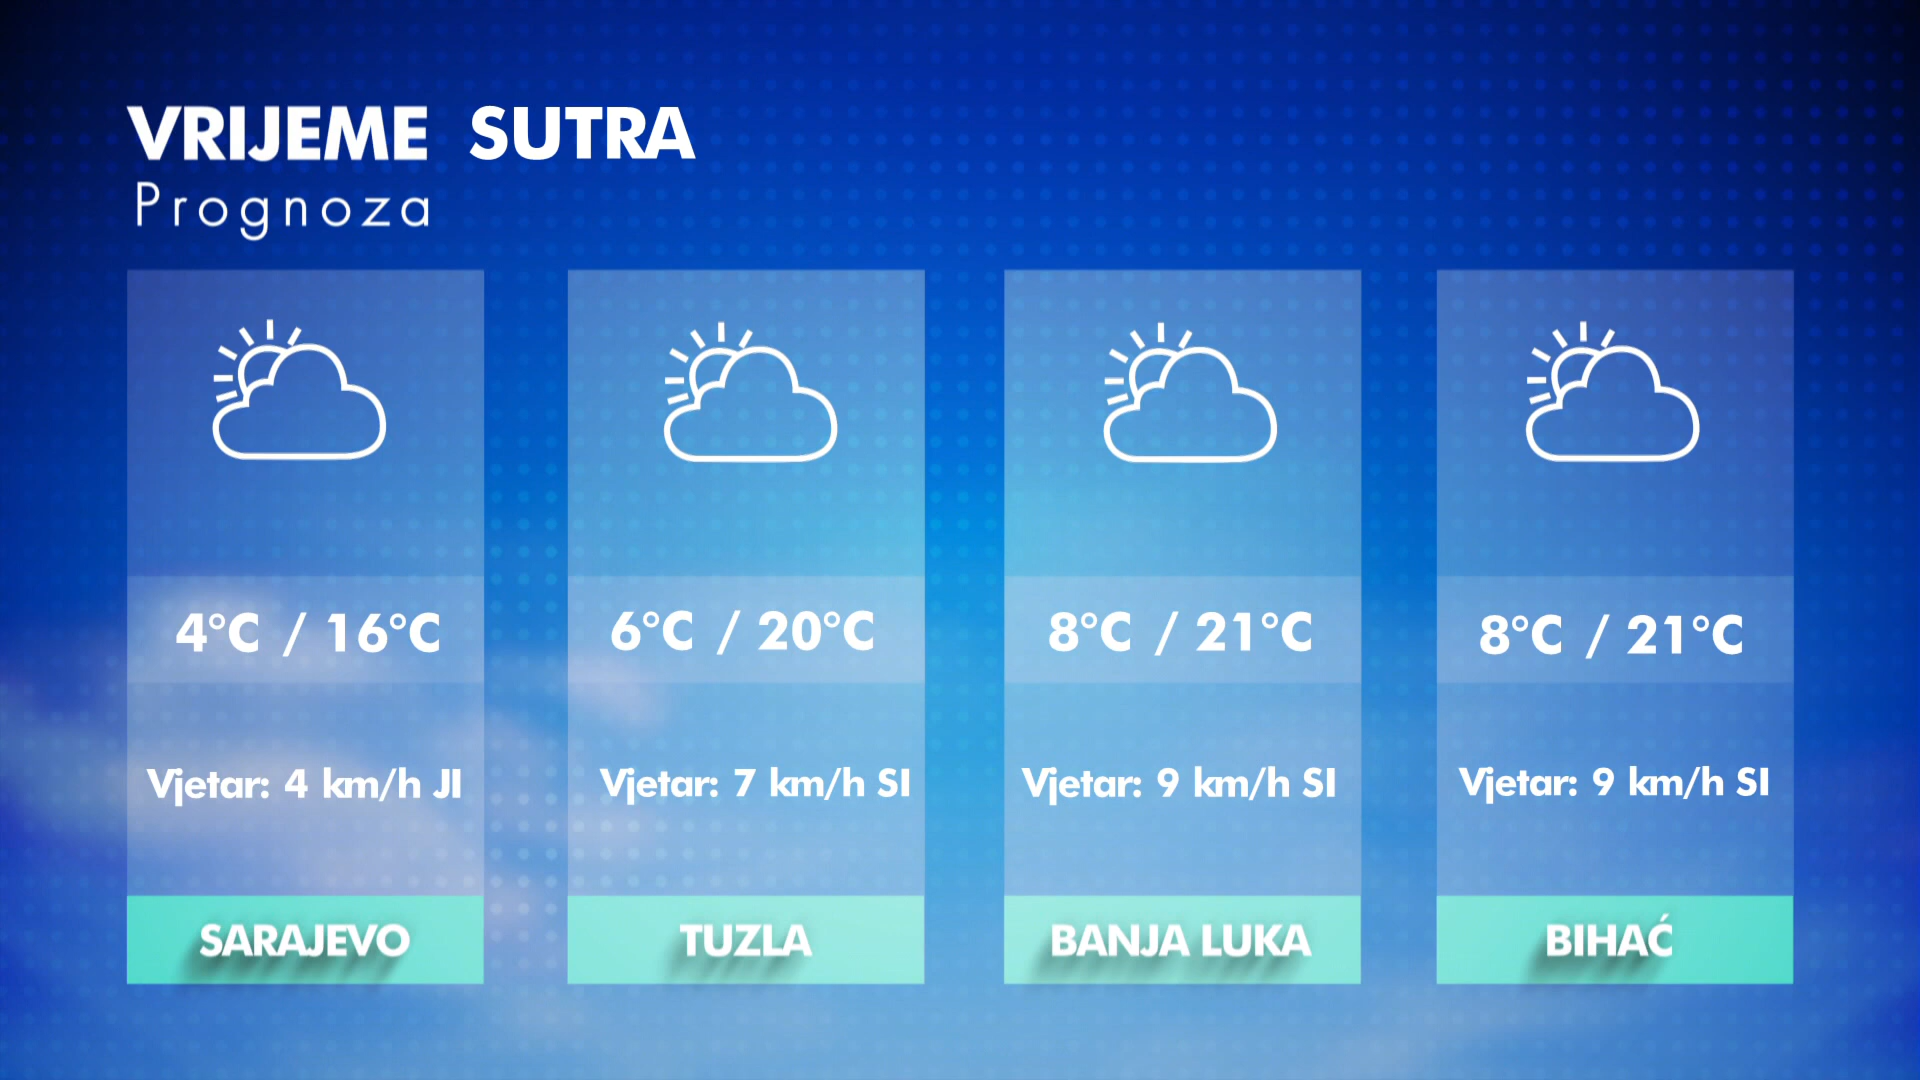 VRIJEME SUTRA
Prognoza
4°C / 16°C
Vjetar: 4 km/h JI
SARAJEVO
6°C / 20°C
Vjetar: 7 km/h SI
TUZLA
8°C / 21°C
Vjetar: 9 km/h SI
BANJA LUKA
8°C / 21°C
Vjetar: 9 km/h SI
BIHAĆ